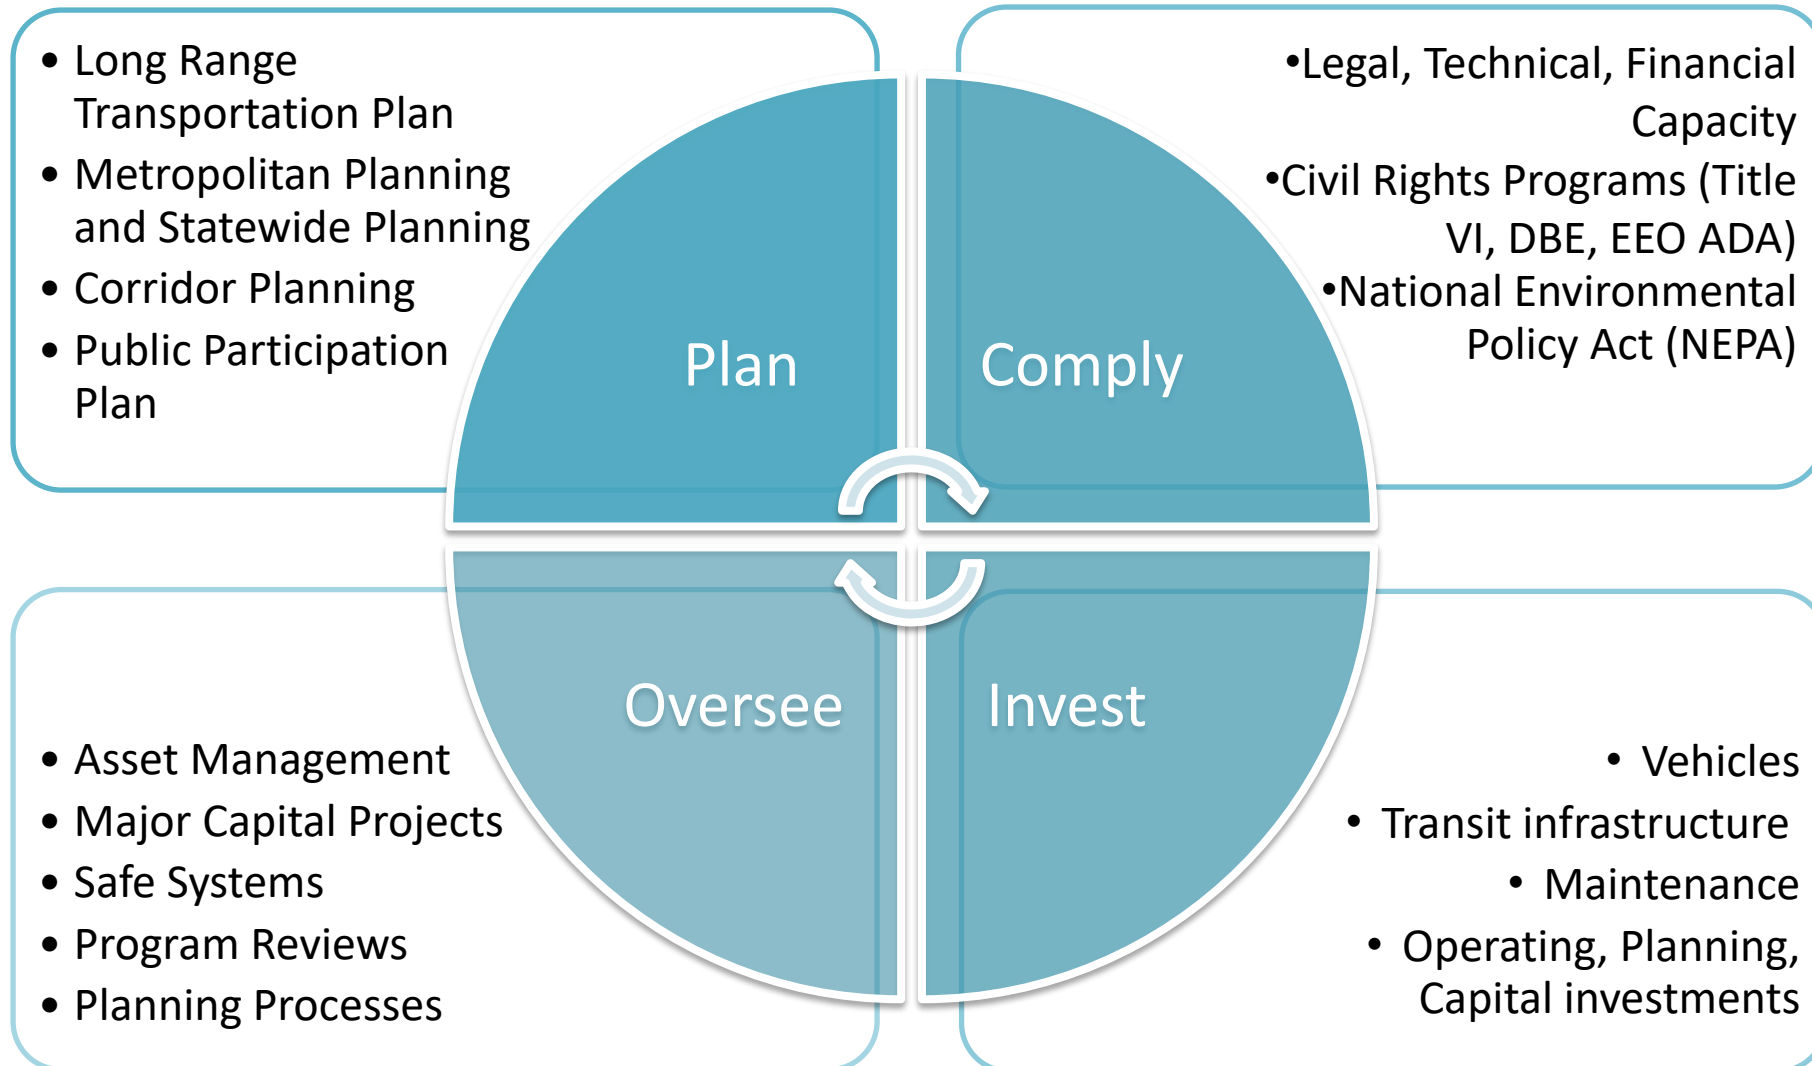 • Long Range
Transportation Plan
• Metropolitan Planning
and Statewide Planning
• Corridor Planning
• Public Participation
Plan
Plan
•Legal, Technical, Financial
Capacity
•Civil Rights Programs (Title
VI, DBE, EEO ADA)
•National Environmental
Policy Act (NEPA)
Comply
Oversee
• Asset Management
• Major Capital Projects
• Safe Systems
• Program Reviews
• Planning Processes
Invest
• Vehicles
• Transit infrastructure
• Maintenance
• Operating, Planning,
Capital investments